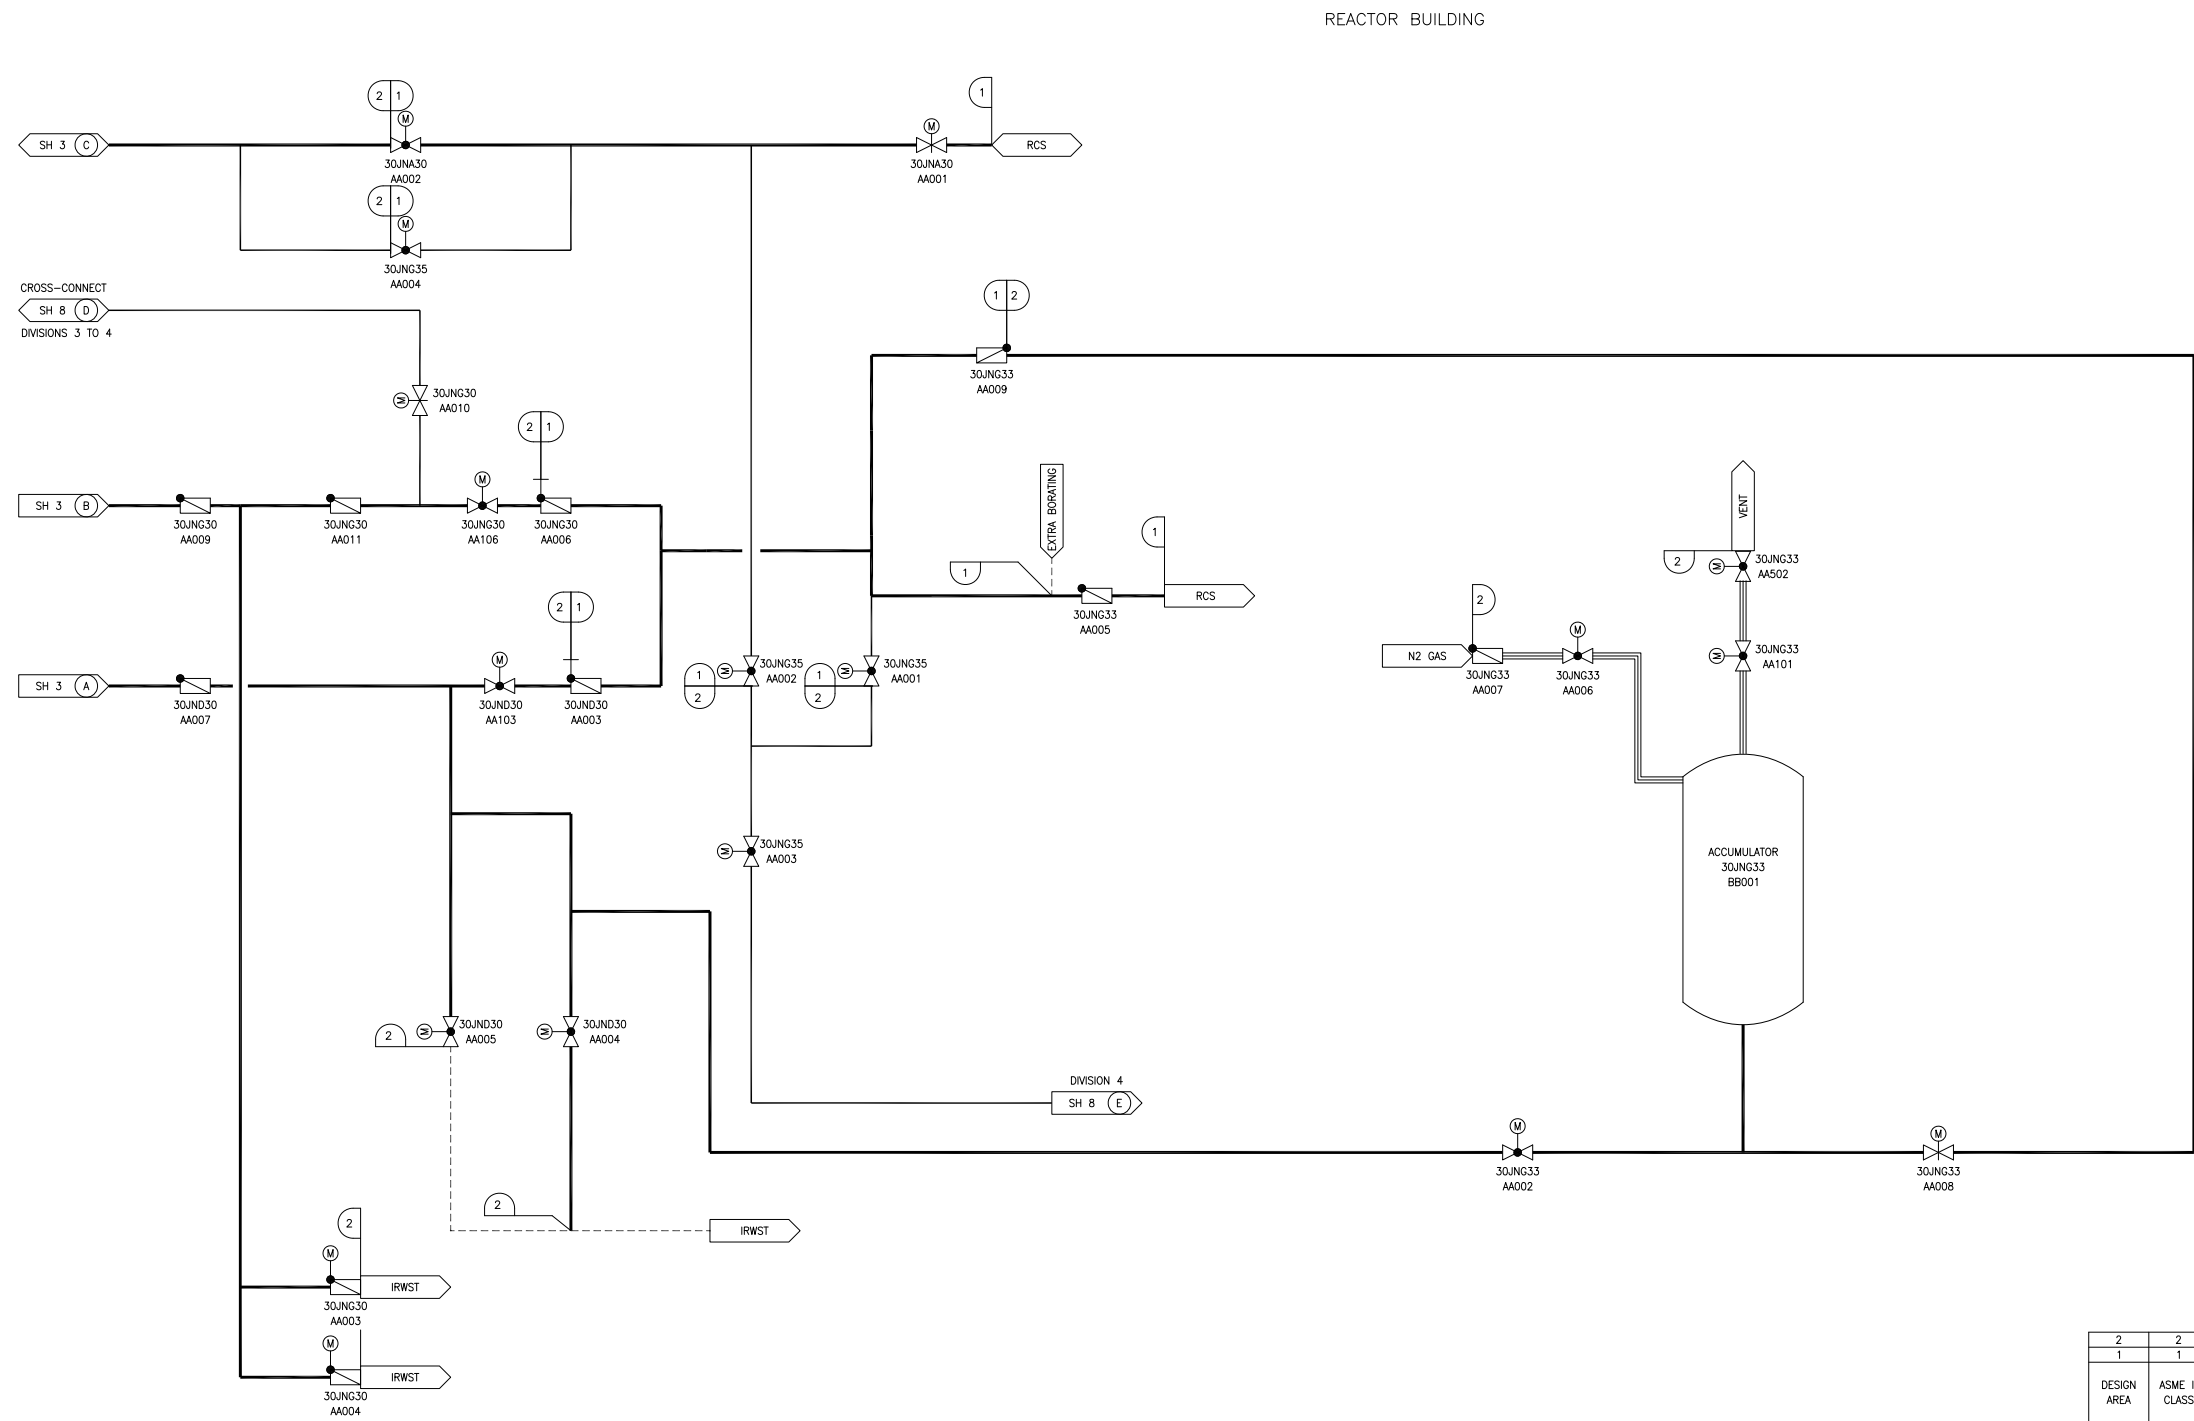 REACTOR BUILDING
2 1
M
SH 3 C
30JNA30
AA002
1
M
RCS
30JNA30
AA001
2 1
M
30JNG35
AA004
CROSS-CONNECT
SH 8 D
DIVISIONS 3 TO 4
1 2
30JNG33
AA009
M
30JNG30
AA010
2 1
M
SH 3 B
30JNG30
AA009
30JNG30
AA011
30JNG30
AA106
30JNG30
AA006
EXTRA BORATING
1
1
RCS
30JNG33
AA005
VENT
2
M
30JNG33
AA502
2 1
M
SH 3 A
30JND30
AA007
30JND30
AA103
30JND30
AA003
1
2
M
30JNG35
AA002
1
2
M
30JNG35
AA001
2
M
N2 GAS
30JNG33
AA007
30JNG33
AA006
M
30JNG33
AA101
M
30JNG35
AA003
ACCUMULATOR
30JNG33
BB001
2
M
30JND30
AA005
M
30JND30
AA004
DIVISION 4
SH 8 E
M
30JNG33
AA002
M
30JNG33
AA008
2
IRWST
2
M
IRWST
30JNG30
AA003
M
IRWST
30JNG30
AA004
2 2
1 1
DESIGN
AREA
ASME
CLASS